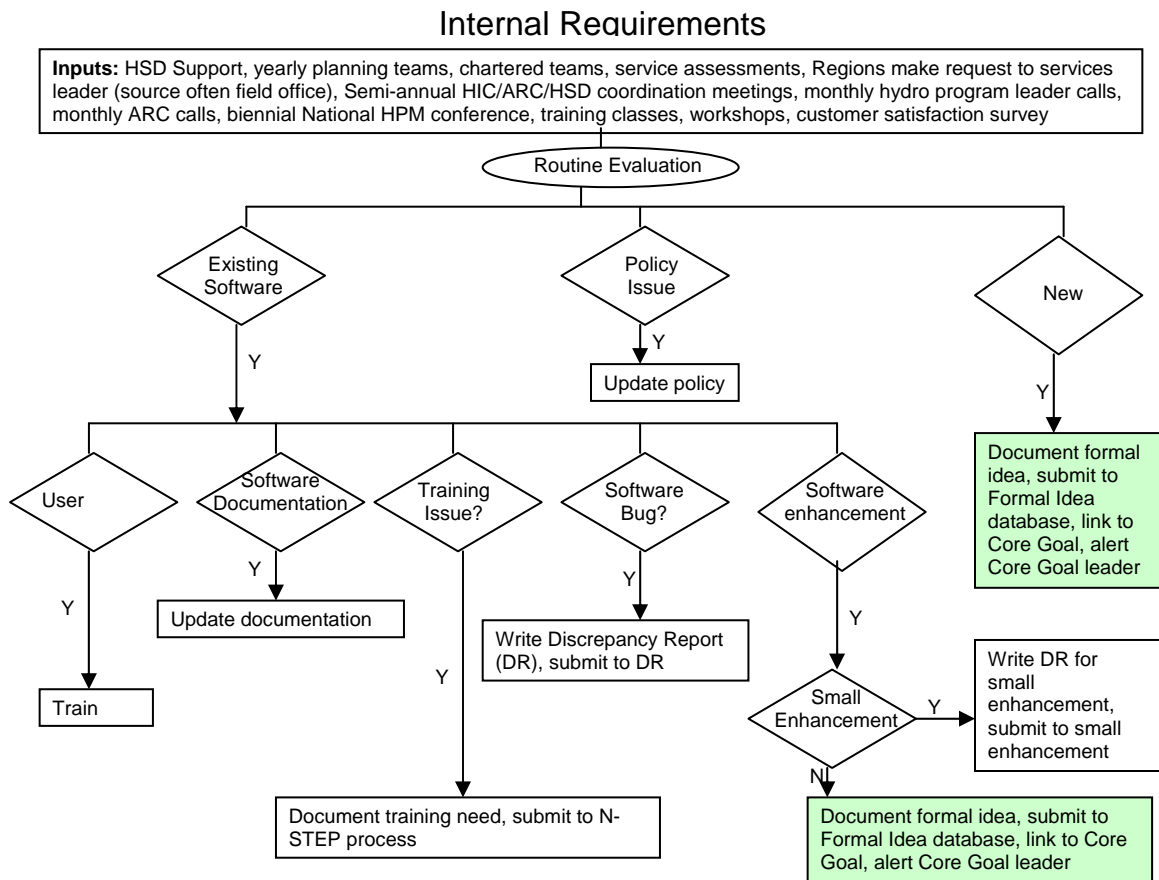 Internal Requirements
Inputs: HSD Support, yearly planning teams, chartered teams, service assessments, Regions make request to services
leader (source often field office), Semi-annual HIC/ARC/HSD coordination meetings, monthly hydro program leader calls,
monthly ARC calls, biennial National HPM conference, training classes, workshops, customer satisfaction survey
Routine Evaluation
Existing
Software
Policy
Issue
New
Y
Y
Y
Update policy
Document formal
idea, submit to
Formal Idea
database, link to
Core Goal, alert
Core Goal leader
User
Software
Documentation
Training
Issue?
Software
Bug?
Software
enhancement
Y
Y
Y
Y
Y
Update documentation
Write Discrepancy Report
(DR), submit to DR
Train
Small
Enhancement
Y
Write DR for
small
enhancement,
submit to small
enhancement
N
Document training need, submit to N-
STEP process
Document formal idea, submit to
Formal Idea database, link to Core
Goal, alert Core Goal leader